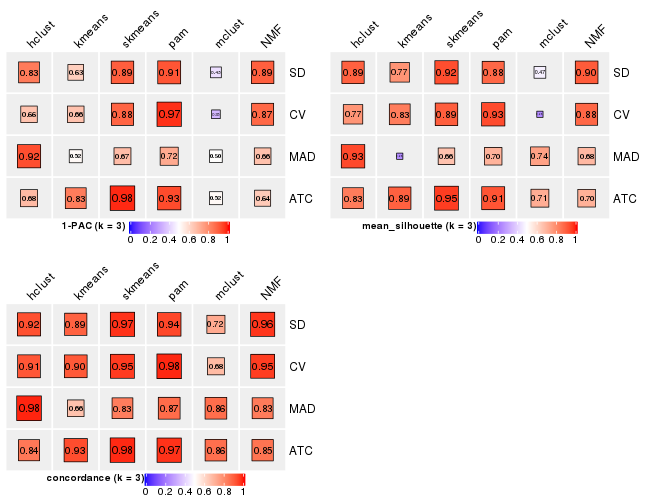 hclust kmeans skmeans pam mclust NMF
0.83 0.63 0.89 0.91 0.43 0.89 SD
0.66 0.66 0.88 0.97 0.87 CV
0.92 0.52 0.67 0.72 0.50 0.66 MAD
0.68 0.83 0.98 0.93 0.52 0.64 ATC
1-PAC (k = 3)
0 0.2 0.4 0.6 0.8 1
hclust kmeans skmeans pam mclust NMF
0.89 0.77 0.92 0.88 0.47 0.90 SD
0.77 0.83 0.89 0.93 0.88 CV
0.93 0.66 0.70 0.74 0.68 MAD
0.83 0.89 0.95 0.91 0.71 0.70 ATC
mean_silhouette (k = 3)
0 0.2 0.4 0.6 0.8 1
hclust kmeans skmeans pam mclust NMF
0.92 0.89 0.97 0.94 0.72 0.96 SD
0.91 0.90 0.95 0.98 0.68 0.95 CV
0.98 0.66 0.83 0.87 0.86 0.83 MAD
0.84 0.93 0.98 0.97 0.86 0.85 ATC
concordance (k = 3)
0 0.2 0.4 0.6 0.8 1